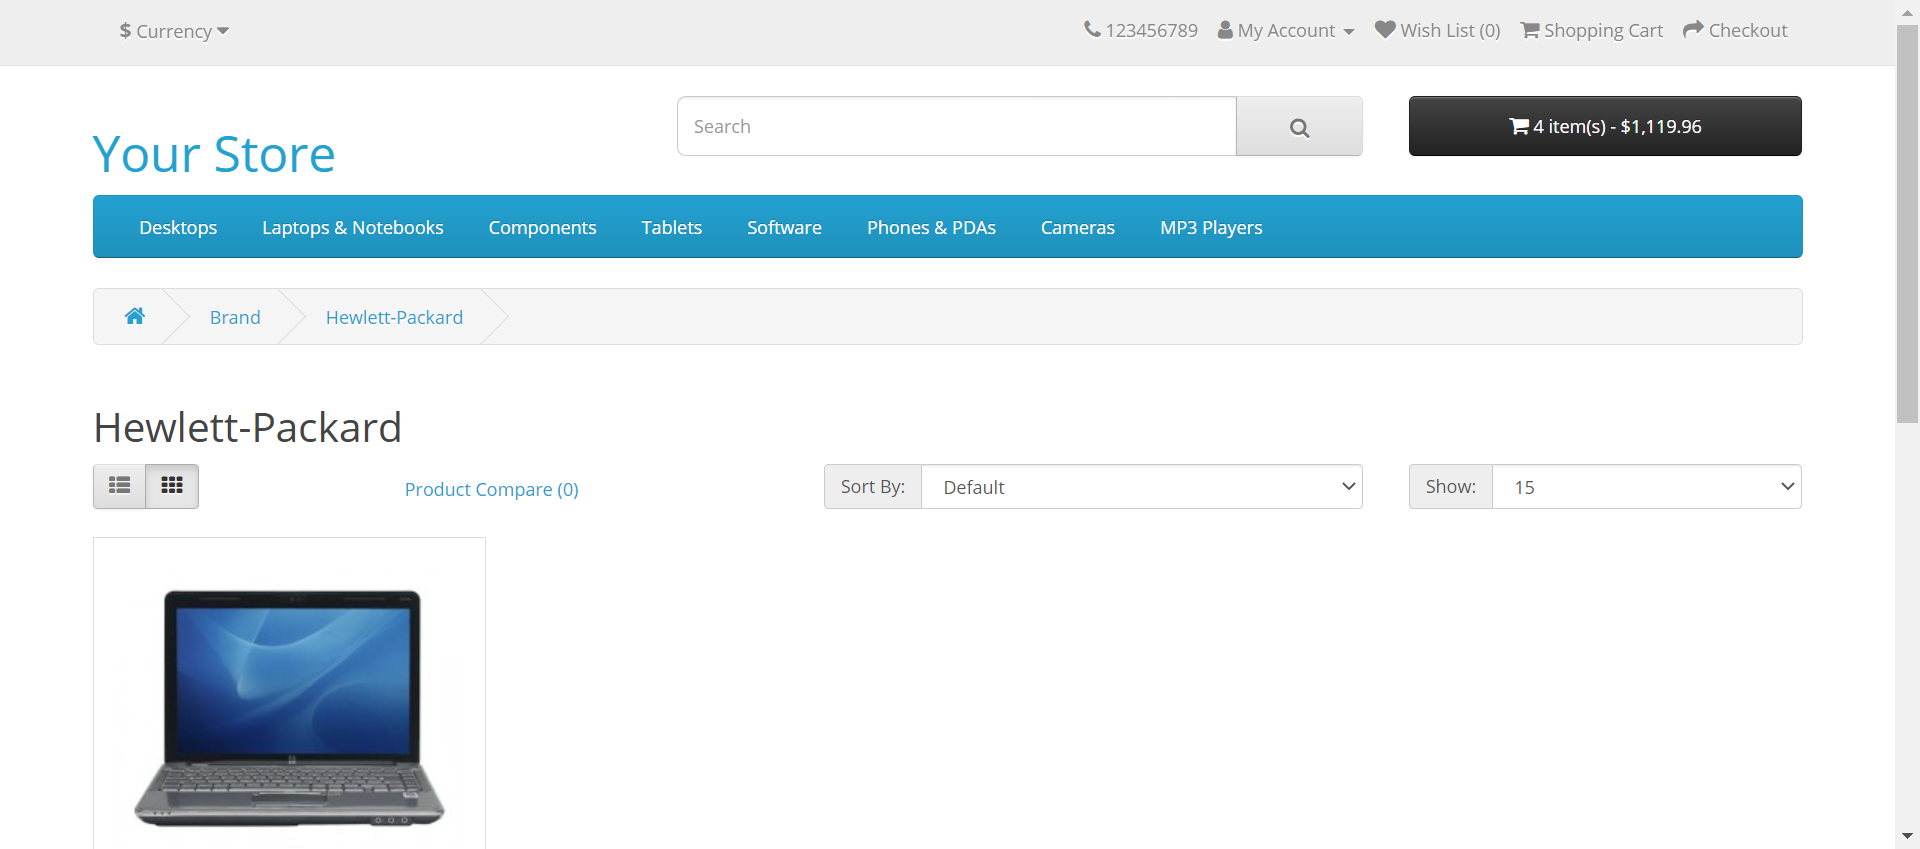 $ Currency
123456789 My Account Wish List (0) Shopping Cart Checkout
Your Store
Search
4 item(s) - $1,119.96
Desktops Laptops & Notebooks Components Tablets Software Phones & PDAs Cameras MP3 Players
Brand Hewlett-Packard
Hewlett-Packard
Product Compare (0) Sort By: Default Show: 15